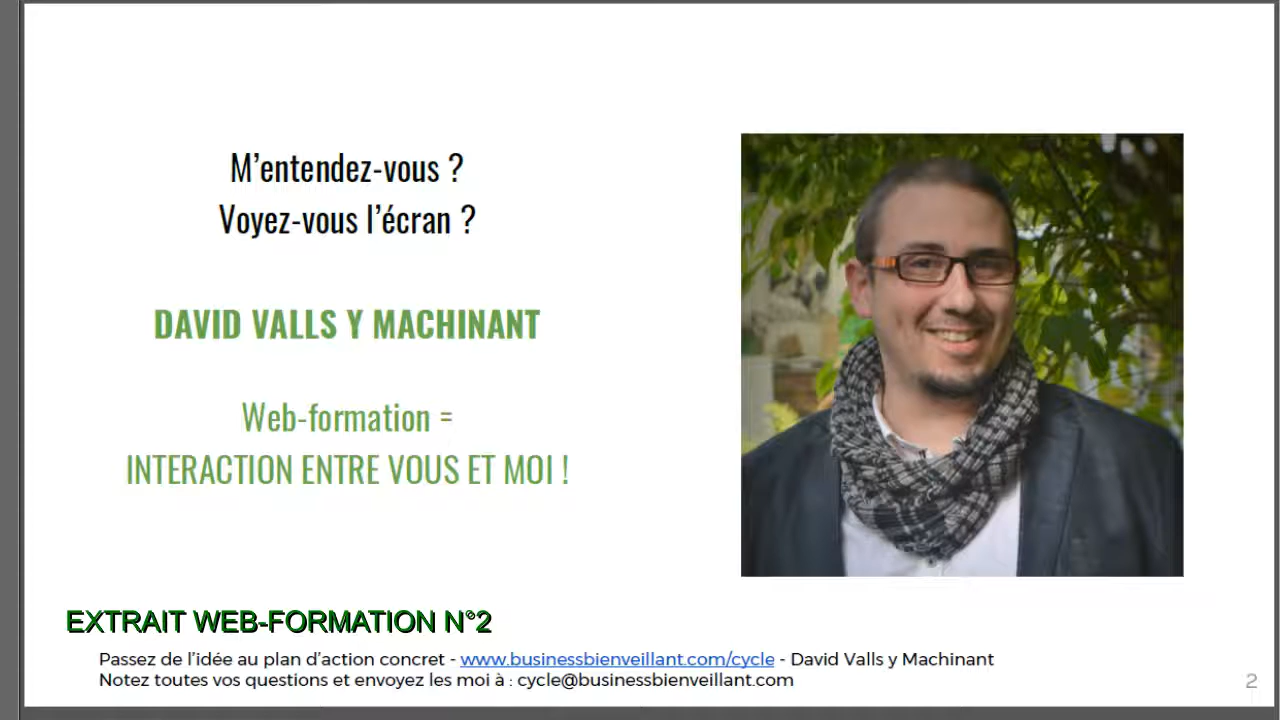 M’entendez-vous ?
Voyez-vous l’écran ?
DAVID VALLS Y MACHINANT
Web-formation =
INTERACTION ENTRE VOUS ET MOI !
EXTRAIT WEB-FORMATION N°2
Passez de l’idée au plan d’action concret - www.businessbienveillant.com/cycle - David Valls y Machinant
Notez toutes vos questions et envoyez les moi à : cycle@businessbienveillant.com
2